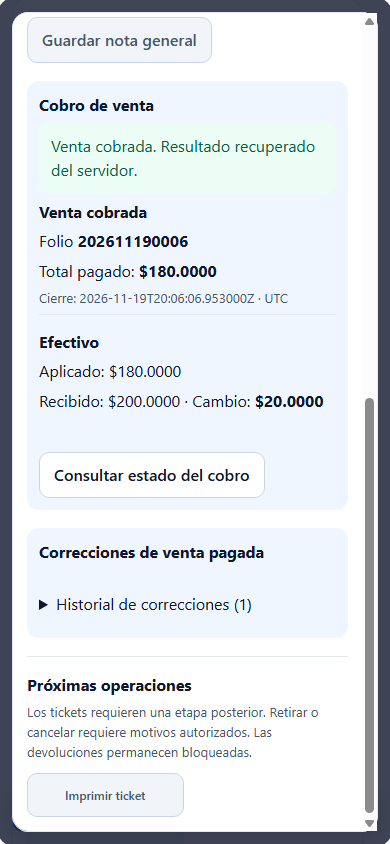 Guardar nota general
Cobro de venta
Venta cobrada. Resultado recuperado
del servidor.
Venta cobrada
Folio 202611190006
Total pagado: $180.0000
Cierre: 2026-11-19T20:06:06.953000Z · UTC
Efectivo
Aplicado: $180.0000
Recibido: $200.0000 · Cambio: $20.0000
Consultar estado del cobro
Correcciones de venta pagada
▶ Historial de correcciones (1)
Próximas operaciones
Los tickets requieren una etapa posterior. Retirar o
cancelar requiere motivos autorizados. Las
devoluciones permanecen bloqueadas.
Imprimir ticket